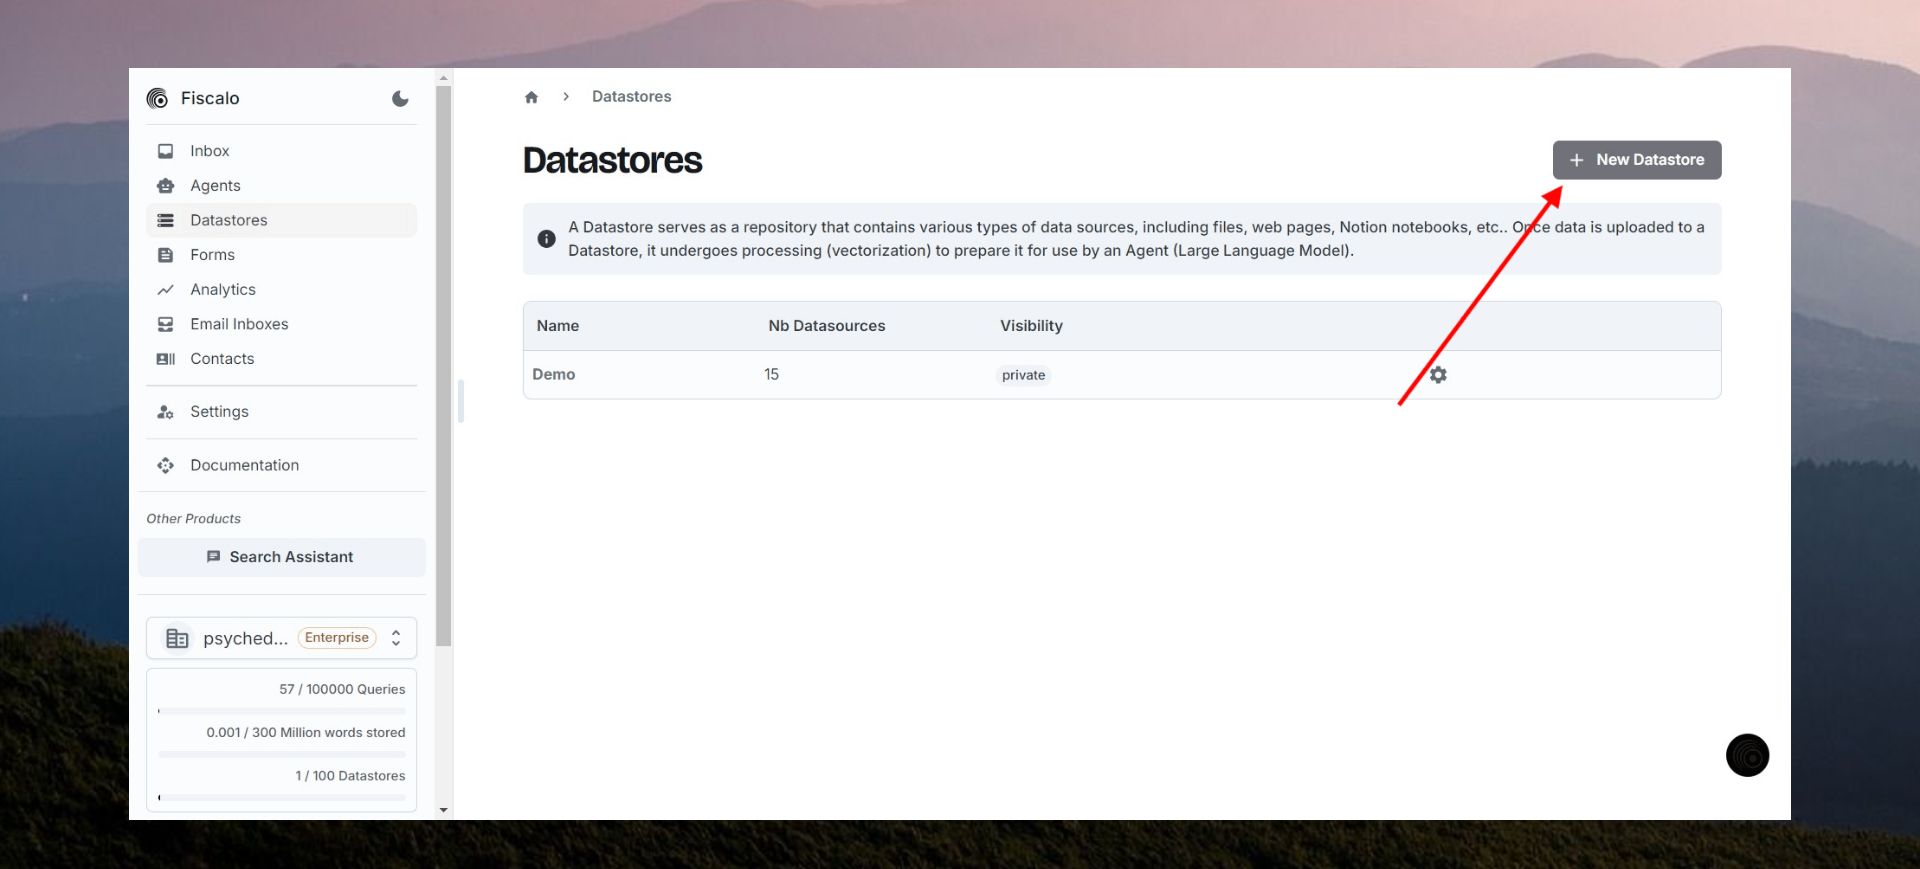 Fiscalo
Inbox
Agents
Datastores
Forms
Analytics
Email Inboxes
Contacts
Settings
Documentation
Other Products
Search Assistant
psyched... Enterprise
57 / 100000 Queries
0.001 / 300 Million words stored
1 / 100 Datastores
Datastores
Datastores
+ New Datastore
A Datastore serves as a repository that contains various types of data sources, including files, web pages, Notion notebooks, etc.. Once data is uploaded to a
Datastore, it undergoes processing (vectorization) to prepare it for use by an Agent (Large Language Model).
Name Nb Datasources Visibility
Demo 15 private